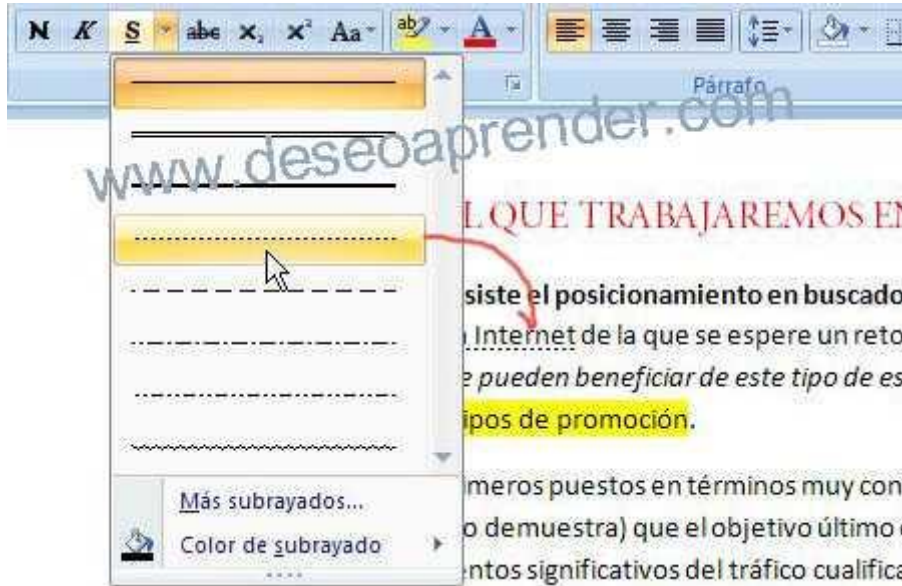 N K S abc x₂ x² Aa ab A
Párrafo
www.deseoaprender.com
L QUE TRABAJAREMOS EN
siste el posicionamiento en buscado
Internet de la que se espere un reto
e pueden beneficiar de este tipo de es
ipos de promoción.
Más subrayados...
Color de subrayado
meros puestos en términos muy con
o demuestra) que el objetivo último
entos significativos del tráfico cualifica